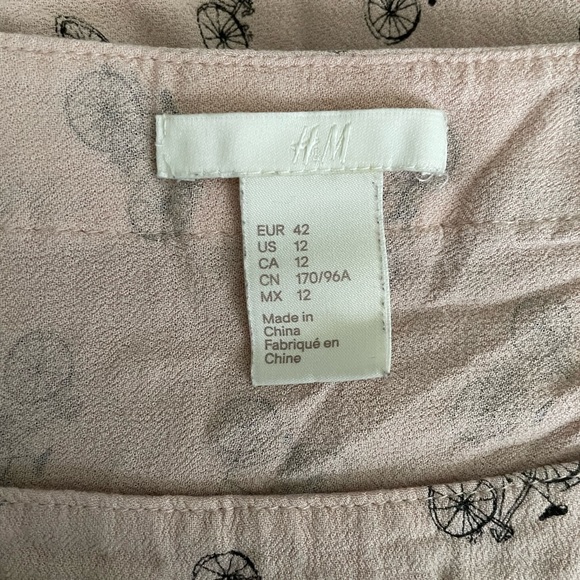 H&M
EUR 42
US 12
CA 12
CN 170/96A
MX 12
Made in
China
Fabriqué en
Chine